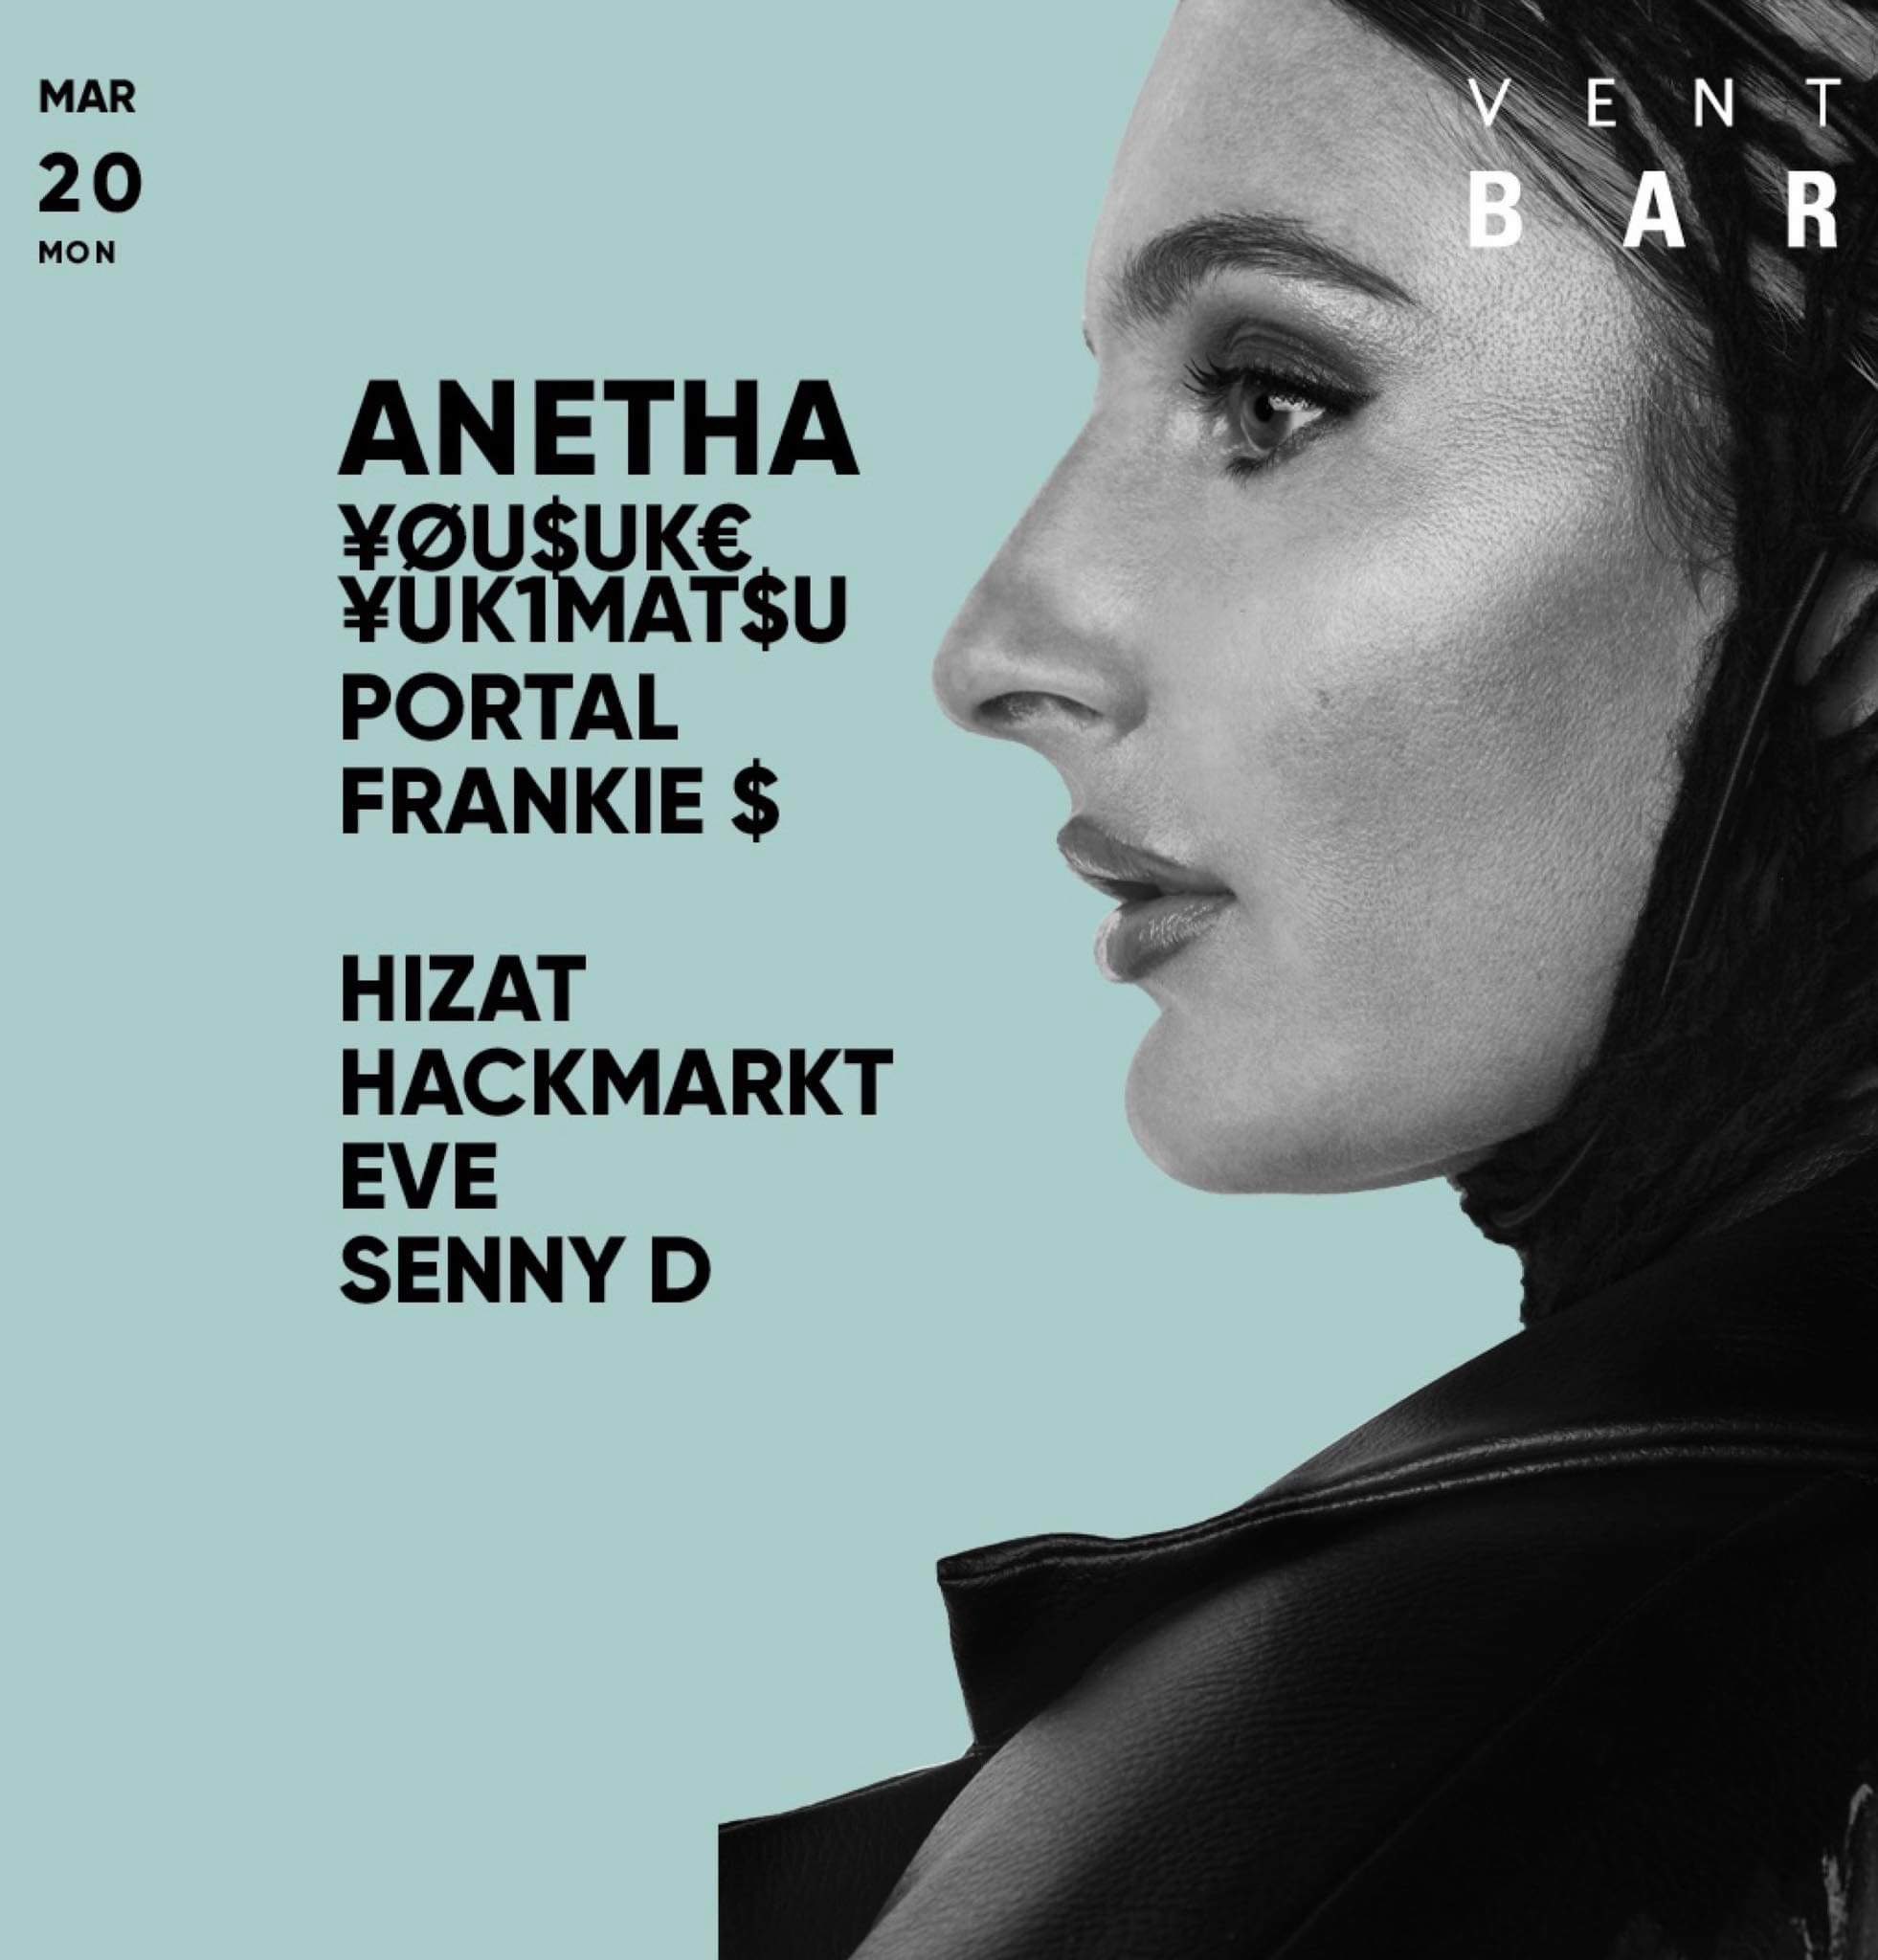 MAR
20
MON
VENT
BAR
ANETHA
¥ØU$UK€
¥UK1MAT$U
PORTAL
FRANKIE $
HIZAT
HACKMARKT
EVE
SENNY D